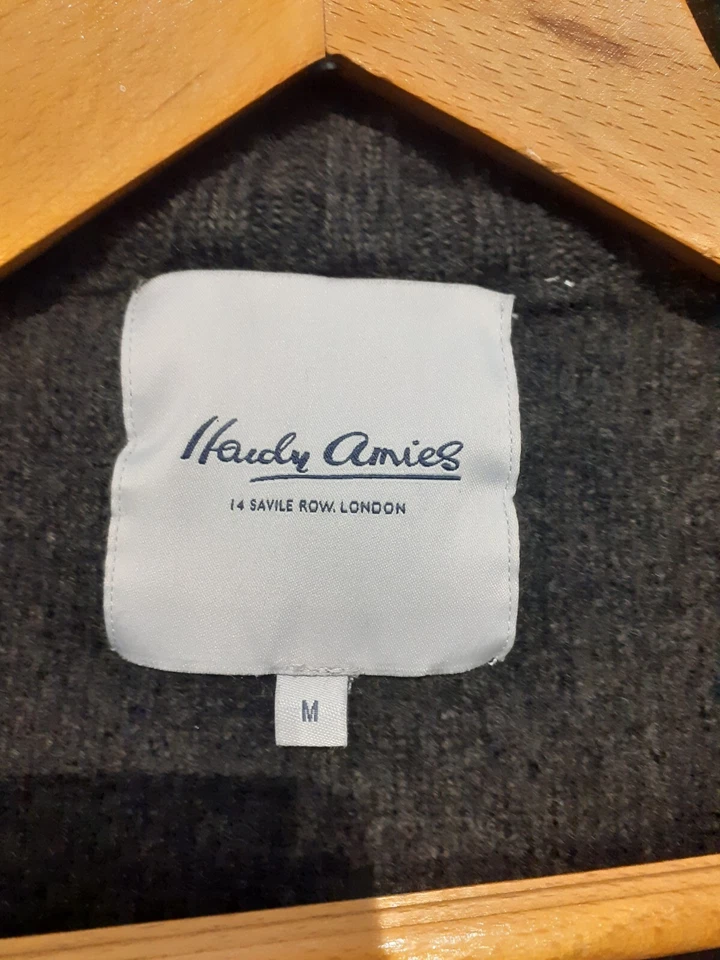 Hardy Amies
14 SAVILE ROW. LONDON
M